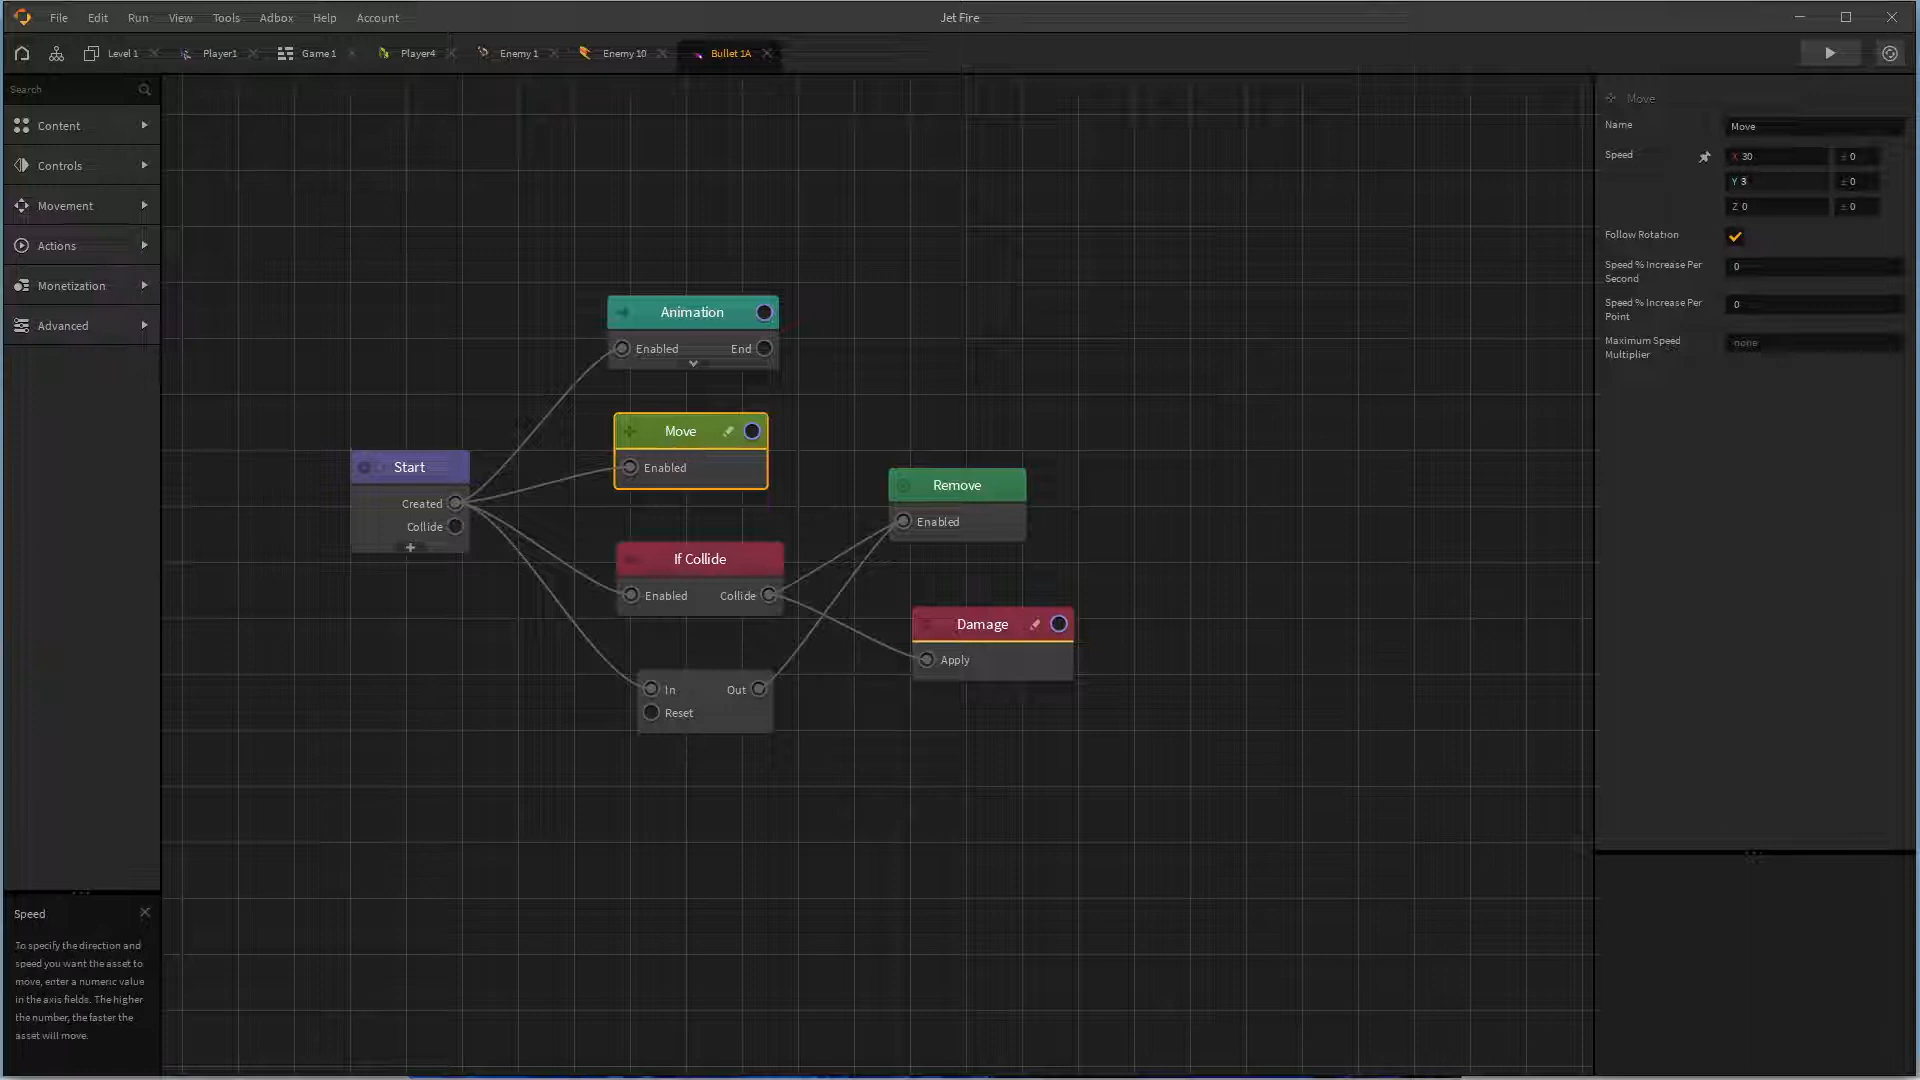 File Edit Run View Tools Adbox Help Account
Jet Fire
Level 1
Player1
Game 1
Player4
Enemy 1
Enemy 10
Bullet 1A
Search
Content
Controls
Movement
Actions
Monetization
Advanced
Animation
Enabled End
Move
Enabled
Start
Created
Collide
If Collide
Enabled Collide
In Out
Reset
Remove
Enabled
Damage
Apply
Move
Name Move
Speed X 30 ± 0
Y 3 ± 0
Z 0 ± 0
Follow Rotation
Speed % Increase Per
Second
0
Speed % Increase Per
Point
0
Maximum Speed
Multiplier
none
Speed
To specify the direction and
speed you want the asset to
move, enter a numeric value
in the axis fields. The higher
the number, the faster the
asset will move.